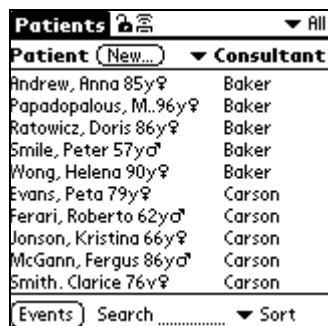 Patients All
Patient New... Consultant
Andrew, Anna 85y♀ Baker
Papadopalous, M..96y♀ Baker
Ratowicz, Doris 86y♀ Baker
Smile, Peter 57y♂ Baker
Wong, Helena 90y♀ Baker
Evans, Peta 79y♀ Carson
Ferari, Roberto 62y♂ Carson
Jonson, Kristina 66y♀ Carson
McGann, Fergus 86y♂ Carson
Smith, Clarice 76y♀ Carson
Events Search Sort